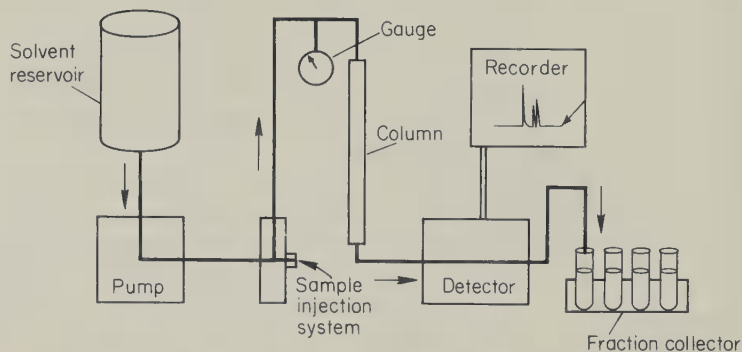 Solvent
reservoir
Gauge
Recorder
Column
Pump
Sample
injection
system
Detector
Fraction collector